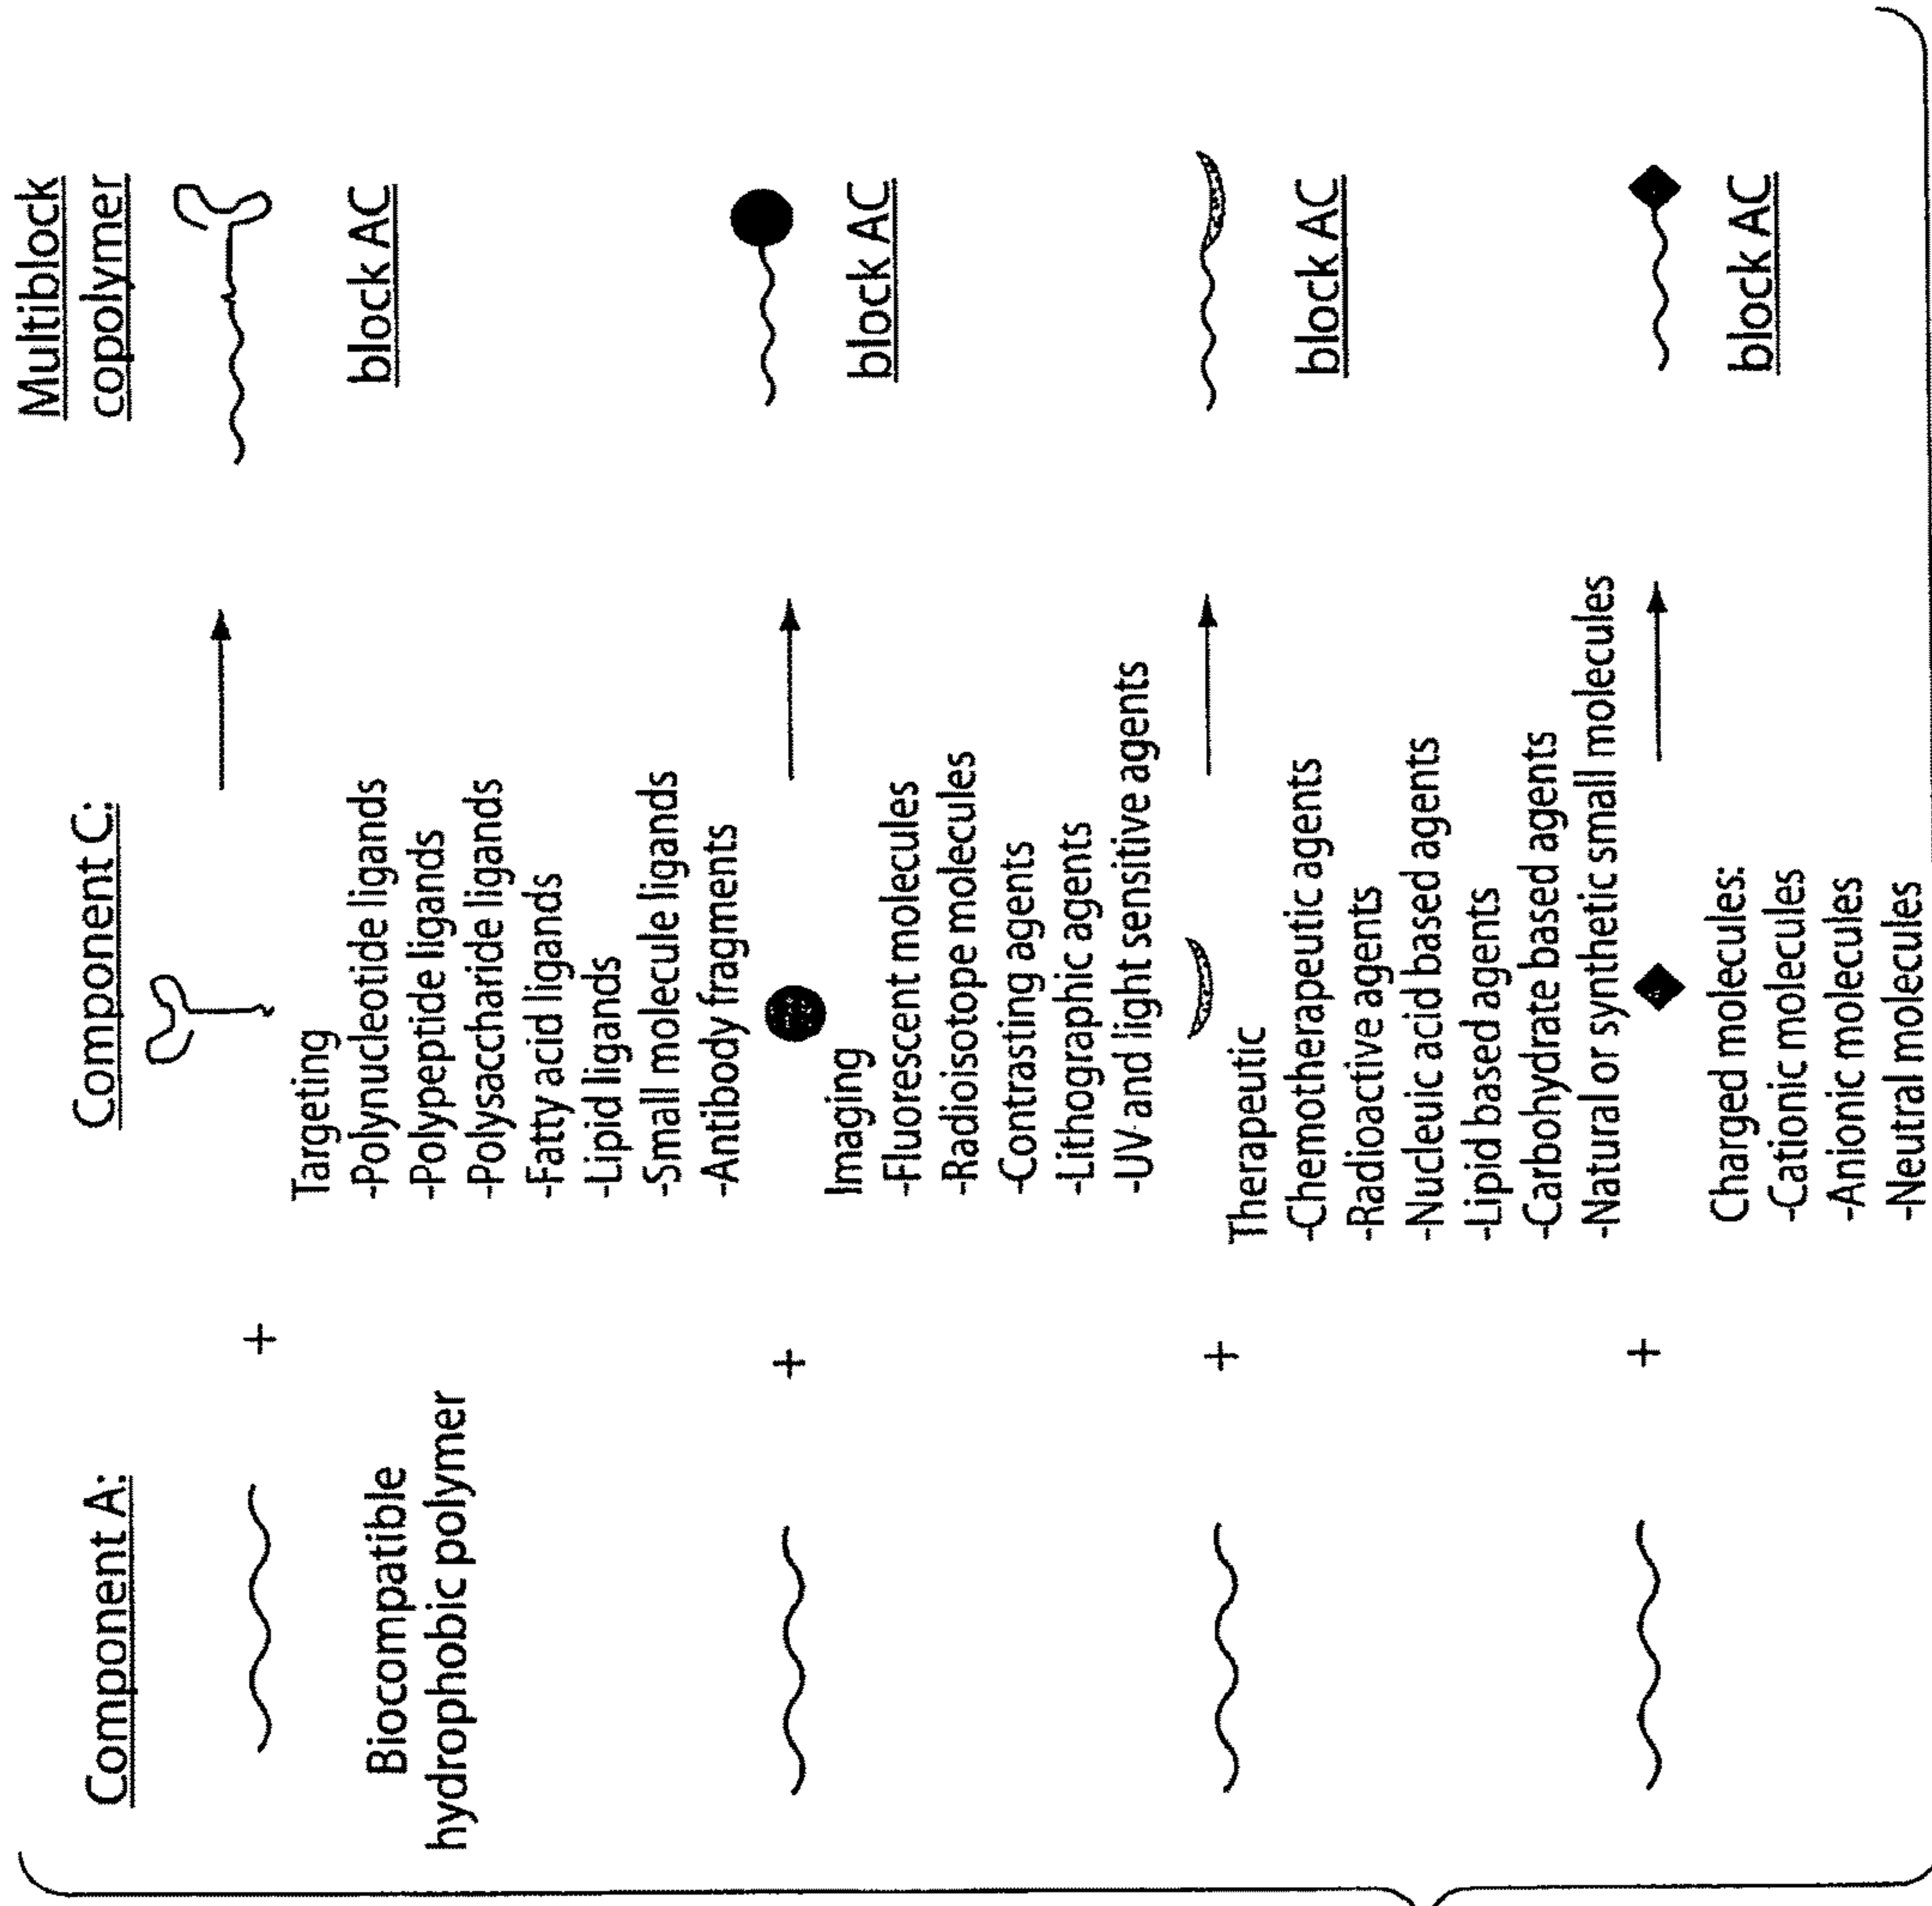 Component A:
Component C:
Multiblock
copolymer
+
Biocompatible
hydrophobic polymer
Targeting
-Polynucleotide ligands
-Polypeptide ligands
-Polysaccharide ligands
-Fatty acid ligands
-Lipid ligands
-Small molecule ligands
-Antibody fragments
block AC
+
Imaging
-Fluorescent molecules
-Radioisotope molecules
-Contrasting agents
-Lithographic agents
-UV and light sensitive agents
block AC
+
Therapeutic
-Chemotherapeutic agents
-Radioactive agents
-Nucleuic acid based agents
-Lipid based agents
-Carbohydrate based agents
-Natural or synthetic small molecules
block AC
+
Charged molecules:
-Cationic molecules
-Anionic molecules
-Neutral molecules
block AC